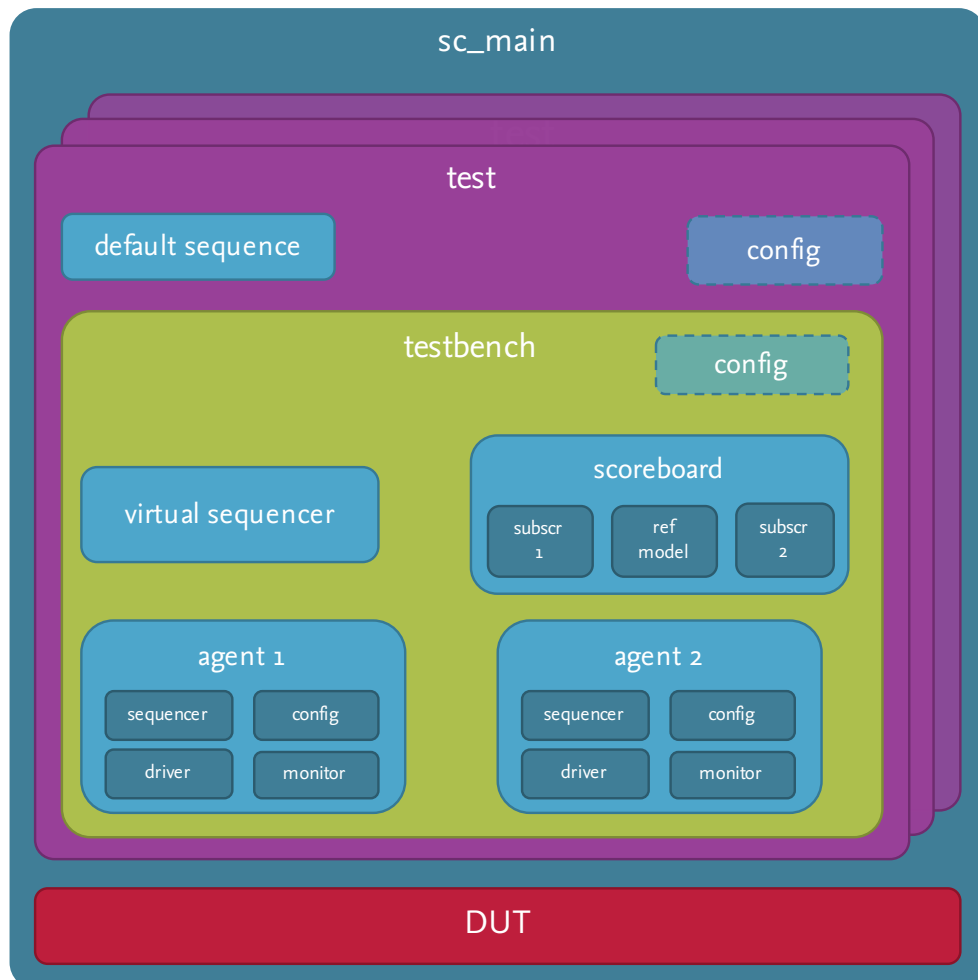 sc_main
test
test
default sequence
config
testbench
config
scoreboard
virtual sequencer
subscr
1
ref
model
subscr
2
agent 1
sequencer
config
driver
monitor
agent 2
sequencer
config
driver
monitor
DUT